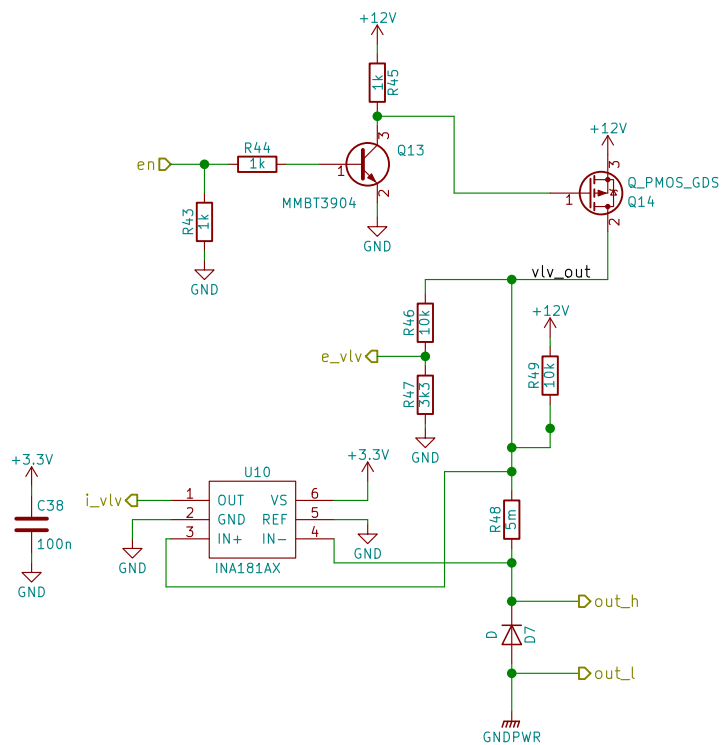 +12V
1k
R45
3
Q13
en
R44
1k
1
2
MMBT3904
R43
1k
GND
GND
+12V
3
Q_PMOS_GDS
Q14
1
2
vlv_out
R46
10k
+12V
e_vlv
R49
10k
R47
3k3
GND
+3.3V
C38
100n
GND
+3.3V
U10
i_vlv
1
OUT
VS
6
2
GND
REF
5
3
IN+
IN-
4
INA181AX
GND
GND
R48
5m
out_h
D
D7
out_l
GNDPWR